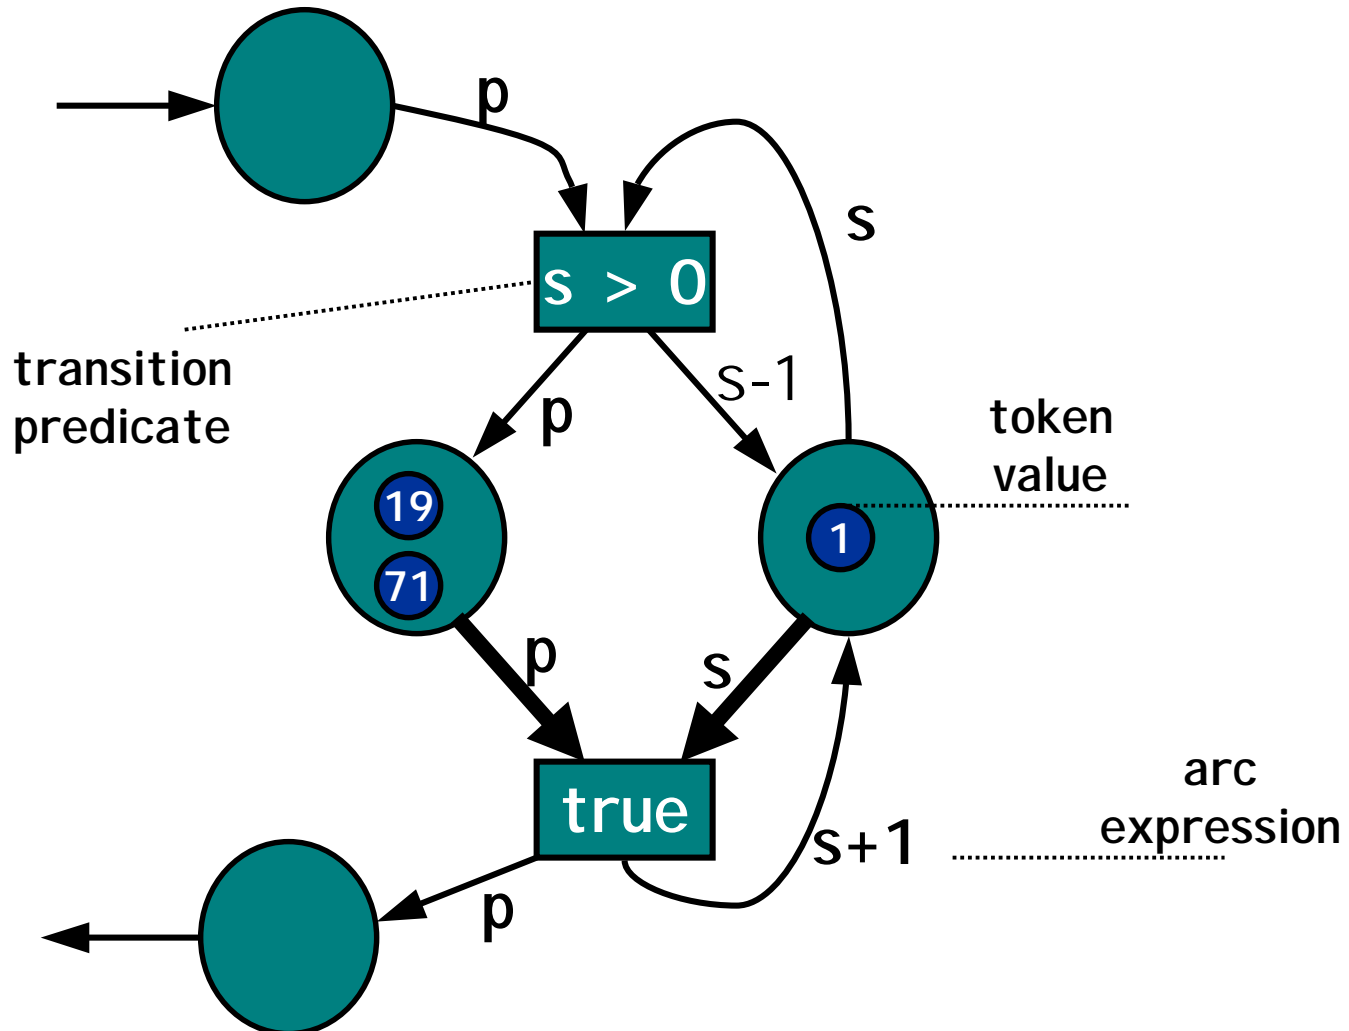 p
s
s > 0
transition
predicate
s-1
p
token
value
19
1
71
p
s
true
arc
expression
s+1
p